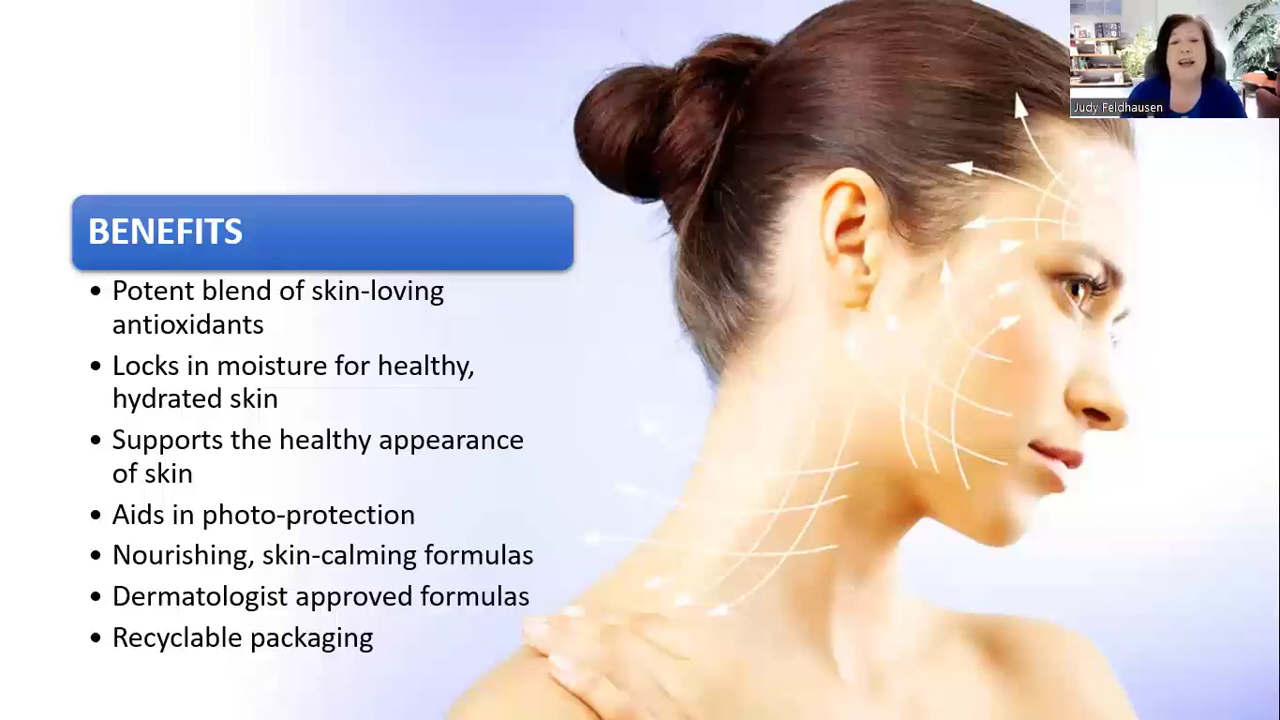 BENEFITS
• Potent blend of skin-loving
antioxidants
• Locks in moisture for healthy,
hydrated skin
• Supports the healthy appearance
of skin
• Aids in photo-protection
• Nourishing, skin-calming formulas
• Dermatologist approved formulas
• Recyclable packaging
Judy Feldhausen